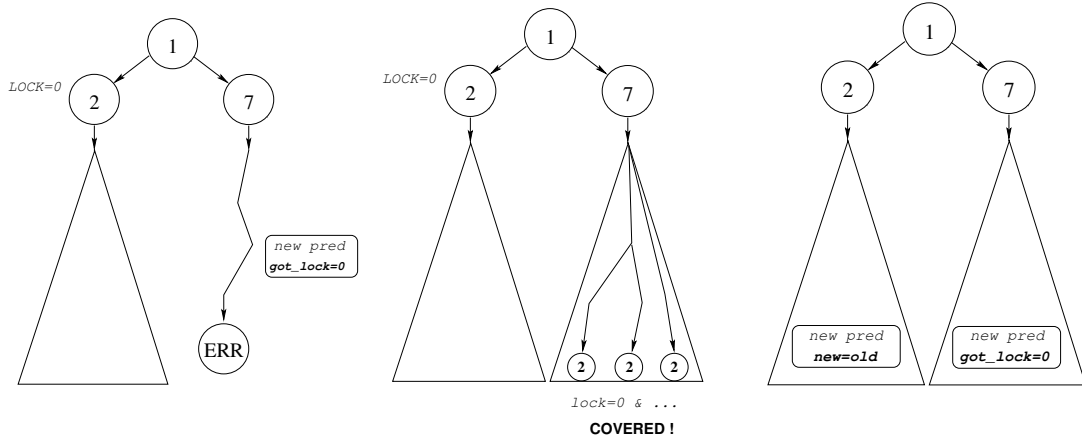 1
LOCK=0
2
7
new pred
got_lock=0
ERR
1
LOCK=0
2
7
2
2
2
lock=0 & ...
COVERED !
1
2
7
new pred
new=old
new pred
got_lock=0